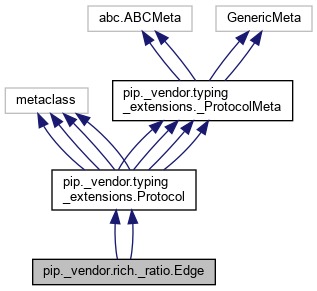 abc.ABCMeta
GenericMeta
metaclass
pip._vendor.typing
_extensions._ProtocolMeta
pip._vendor.typing
_extensions.Protocol
pip._vendor.rich._ratio.Edge